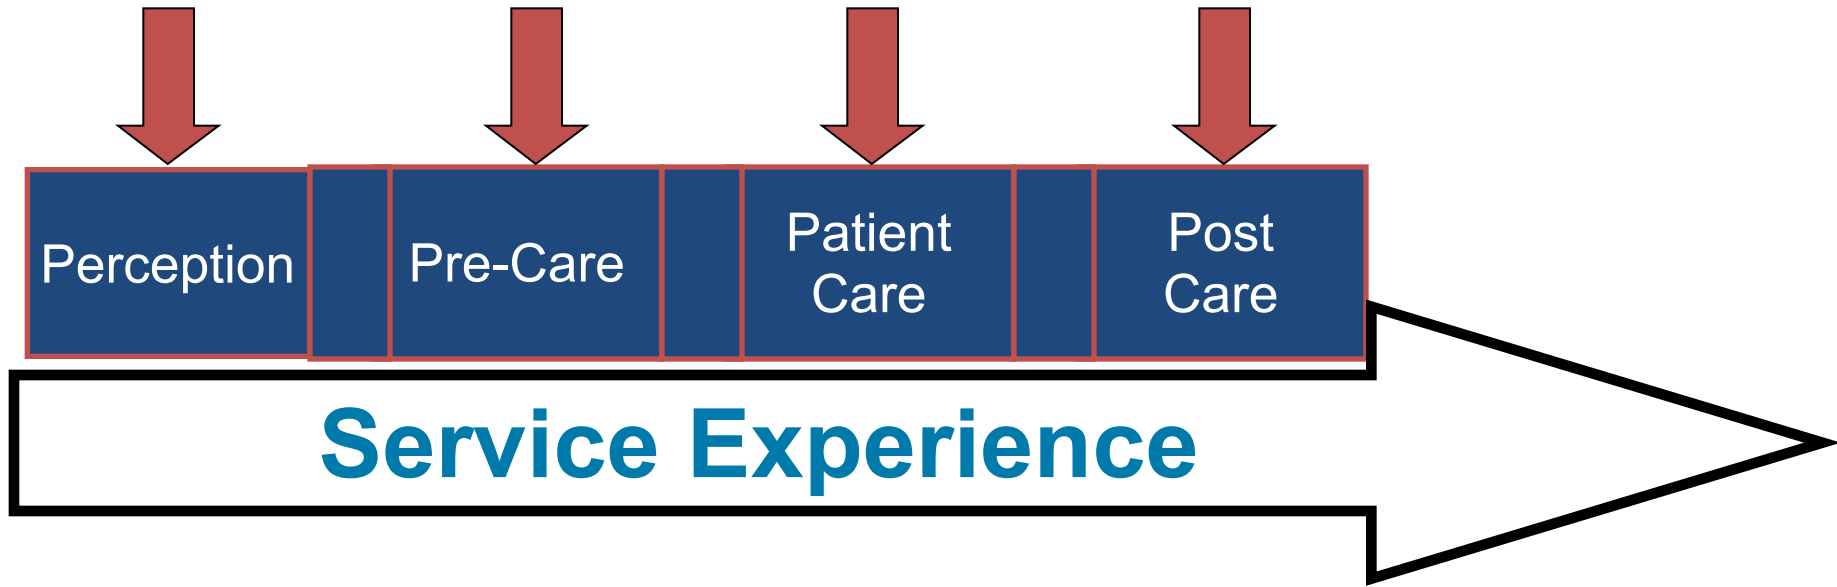 Perception
Pre-Care
Patient
Care
Post
Care
Service Experience